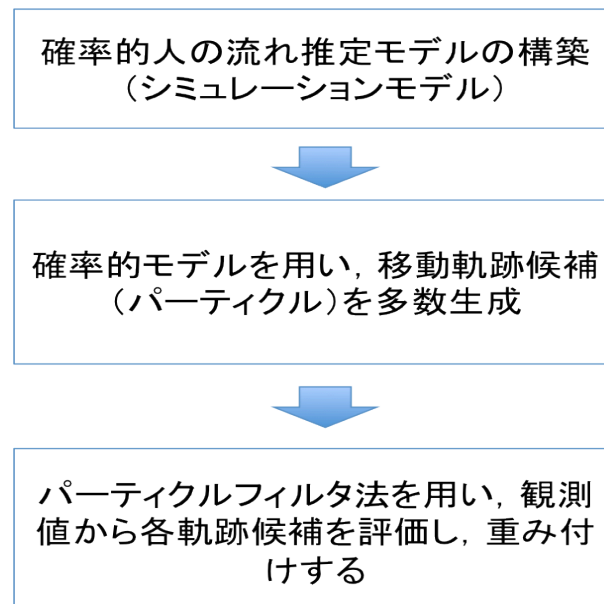 確率的人の流れ推定モデルの構築
（シミュレーションモデル）
確率的モデルを用い，移動軌跡候補
（パーティクル）を多数生成
パーティクルフィルタ法を用い，観測
値から各軌跡候補を評価し，重み付
けする